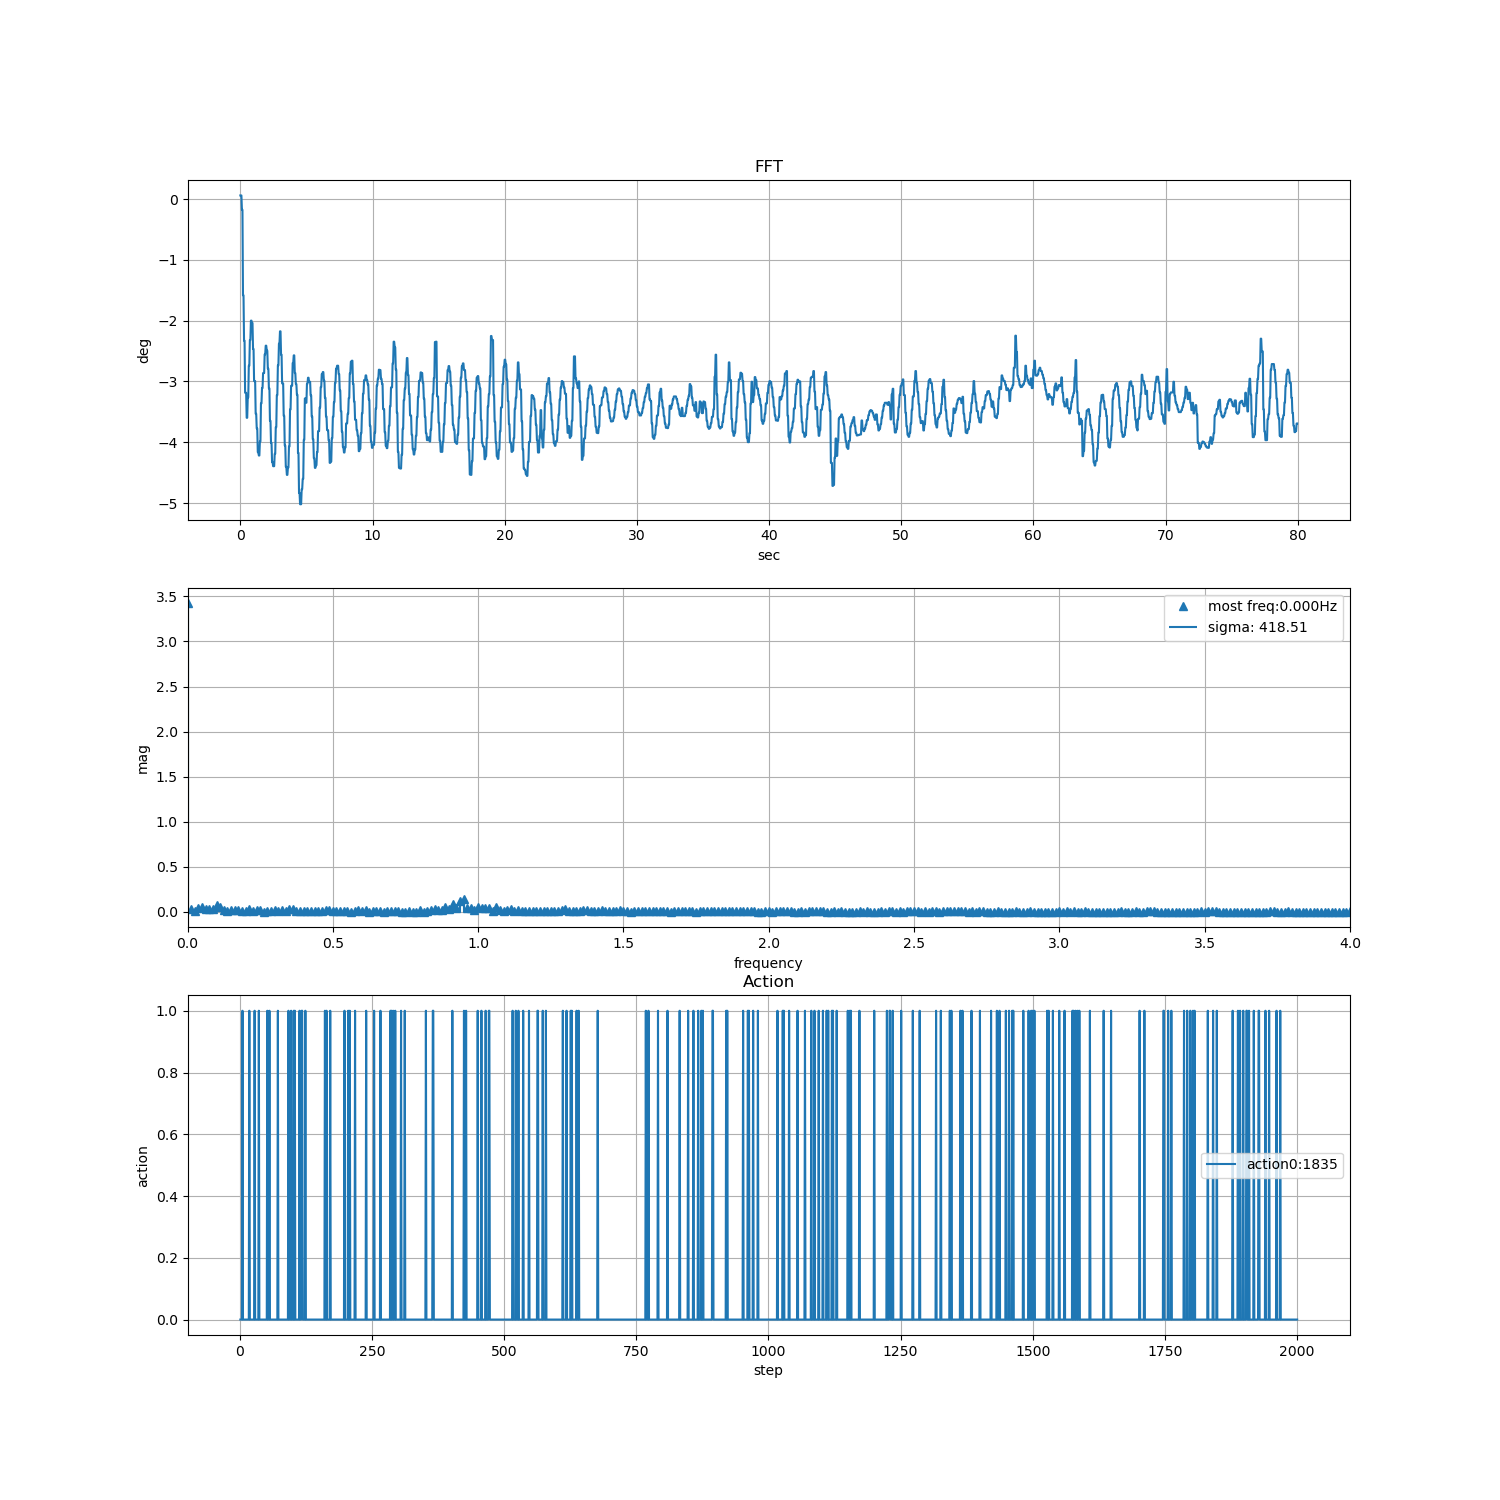 FFT
0
−1
−2
−3
−4
−5
deg
0 10 20 30 40 50 60 70 80
sec
3.5
3.0
2.5
2.0
1.5
1.0
0.5
0.0
mag
most freq:0.000Hz
sigma: 418.51
0.0 0.5 1.0 1.5 2.0 2.5 3.0 3.5 4.0
frequency
Action
1.0
0.8
0.6
0.4
0.2
0.0
action
action0:1835
0 250 500 750 1000 1250 1500 1750 2000
step